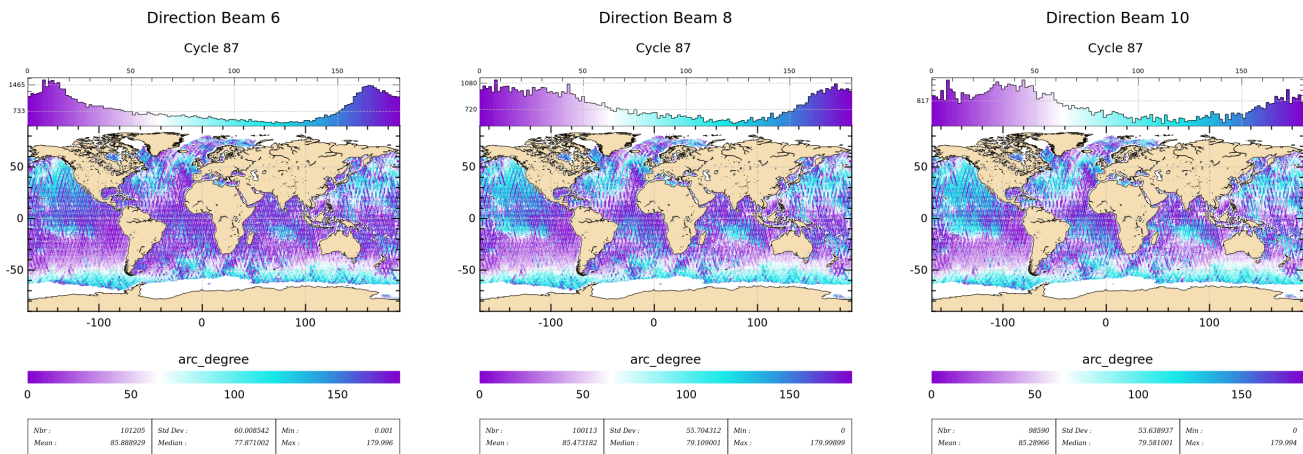 Direction Beam 6
Cycle 87
0 50 100 150
1465
733
50
0
-50
-100 0 100
arc_degree
0 50 100 150
Nbr : 101205 Std Dev : 60.008542 Min : 0.001
Mean : 85.888929 Median : 77.871002 Max : 179.996
Direction Beam 8
Cycle 87
0 50 100 150
1080
720
50
0
-50
-100 0 100
arc_degree
0 50 100 150
Nbr : 100113 Std Dev : 55.704312 Min : 0
Mean : 85.473182 Median : 79.109001 Max : 179.99899
Direction Beam 10
Cycle 87
0 50 100 150
817
50
0
-50
-100 0 100
arc_degree
0 50 100 150
Nbr : 98590 Std Dev : 53.638937 Min : 0
Mean : 85.28966 Median : 79.581001 Max : 179.994